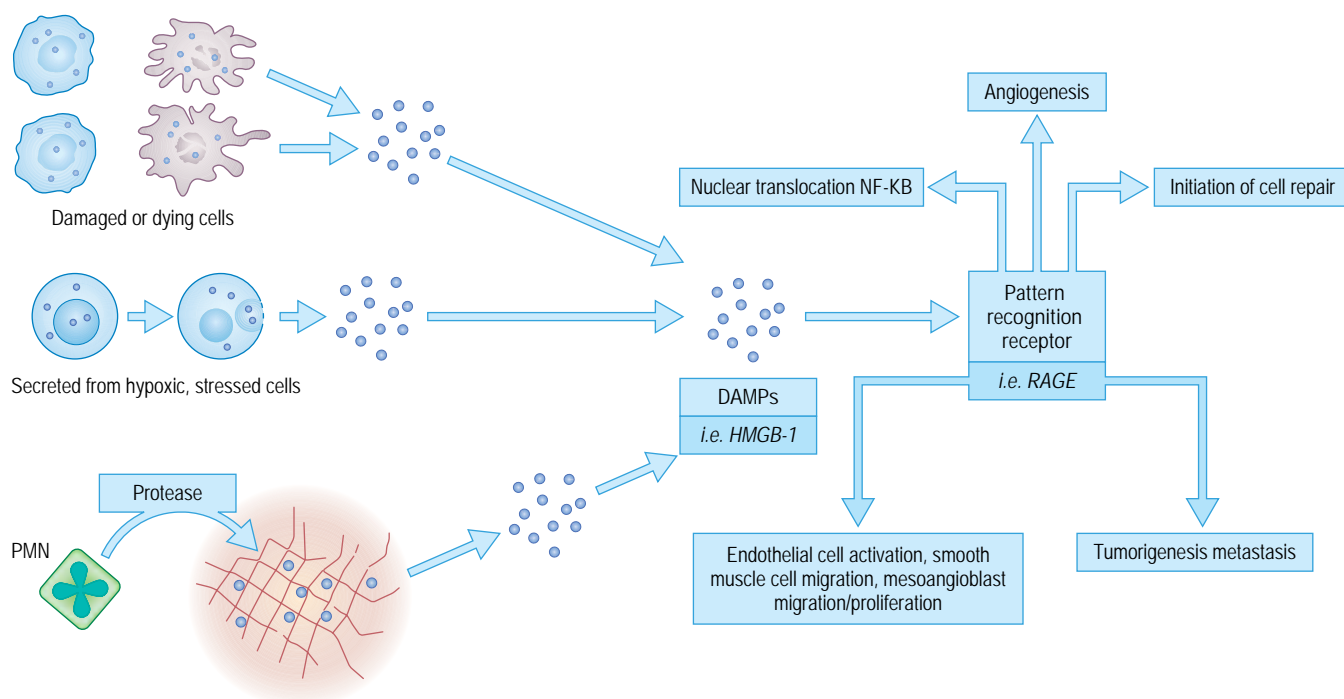 Angiogenesis
Nuclear translocation NF-KB
Initiation of cell repair
Damaged or dying cells
Pattern
recognition
receptor
i.e. RAGE
Secreted from hypoxic, stressed cells
DAMPs
i.e. HMGB-1
Protease
PMN
Endothelial cell activation, smooth
muscle cell migration, mesoangioblast
migration/proliferation
Tumorigenesis metastasis